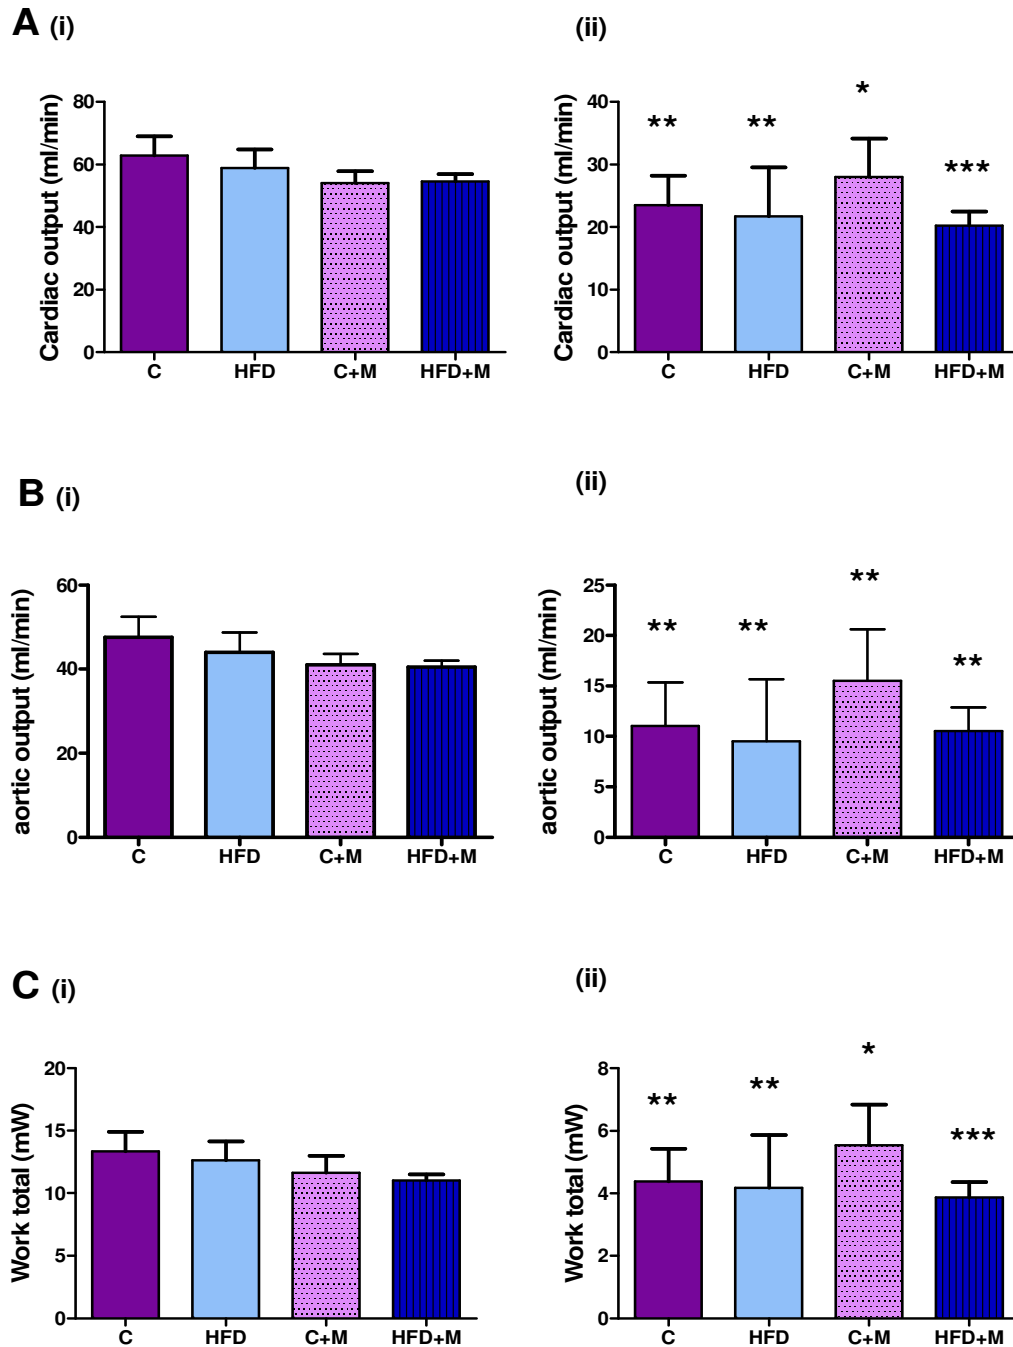 A (i)
(ii)
Cardiac output (ml/min)
80
60
40
20
0
C HFD C+M HFD+M
Cardiac output (ml/min)
40
30
20
10
0
** ** * ***
C HFD C+M HFD+M
B (i)
(ii)
aortic output (ml/min)
60
40
20
0
C HFD C+M HFD+M
aortic output (ml/min)
25
20
15
10
5
0
** ** ** **
C HFD C+M HFD+M
C (i)
(ii)
Work total (mW)
20
15
10
5
0
C HFD C+M HFD+M
Work total (mW)
8
6
4
2
0
** ** * ***
C HFD C+M HFD+M